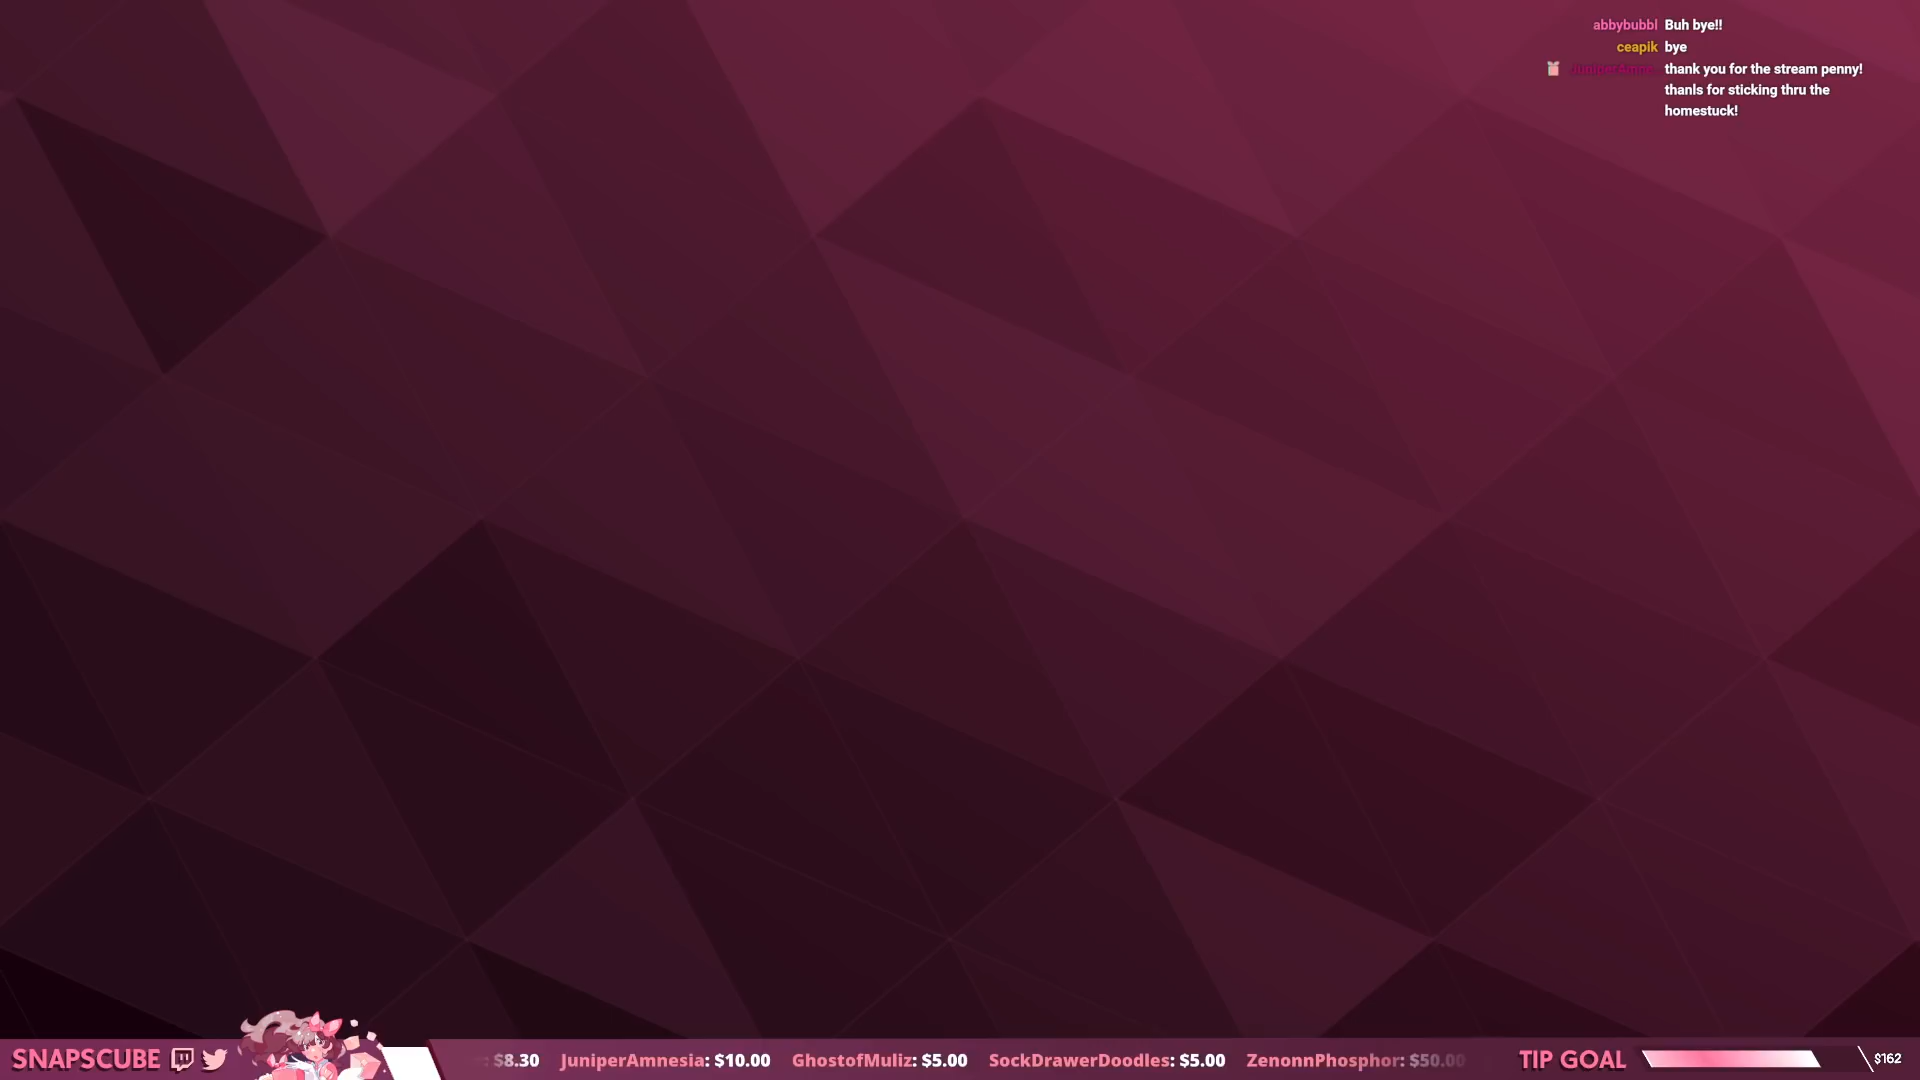 abbybubbl Buh bye!!
ceapik bye
JuniperAmne... thank you for the stream penny!
thanls for sticking thru the
homestuck!
SNAPSCUBE
: $8.30 JuniperAmnesia: $10.00 GhostofMuliz: $5.00 SockDrawerDoodles: $5.00 ZenonnPhosphor: $50.00
TIP GOAL
$162